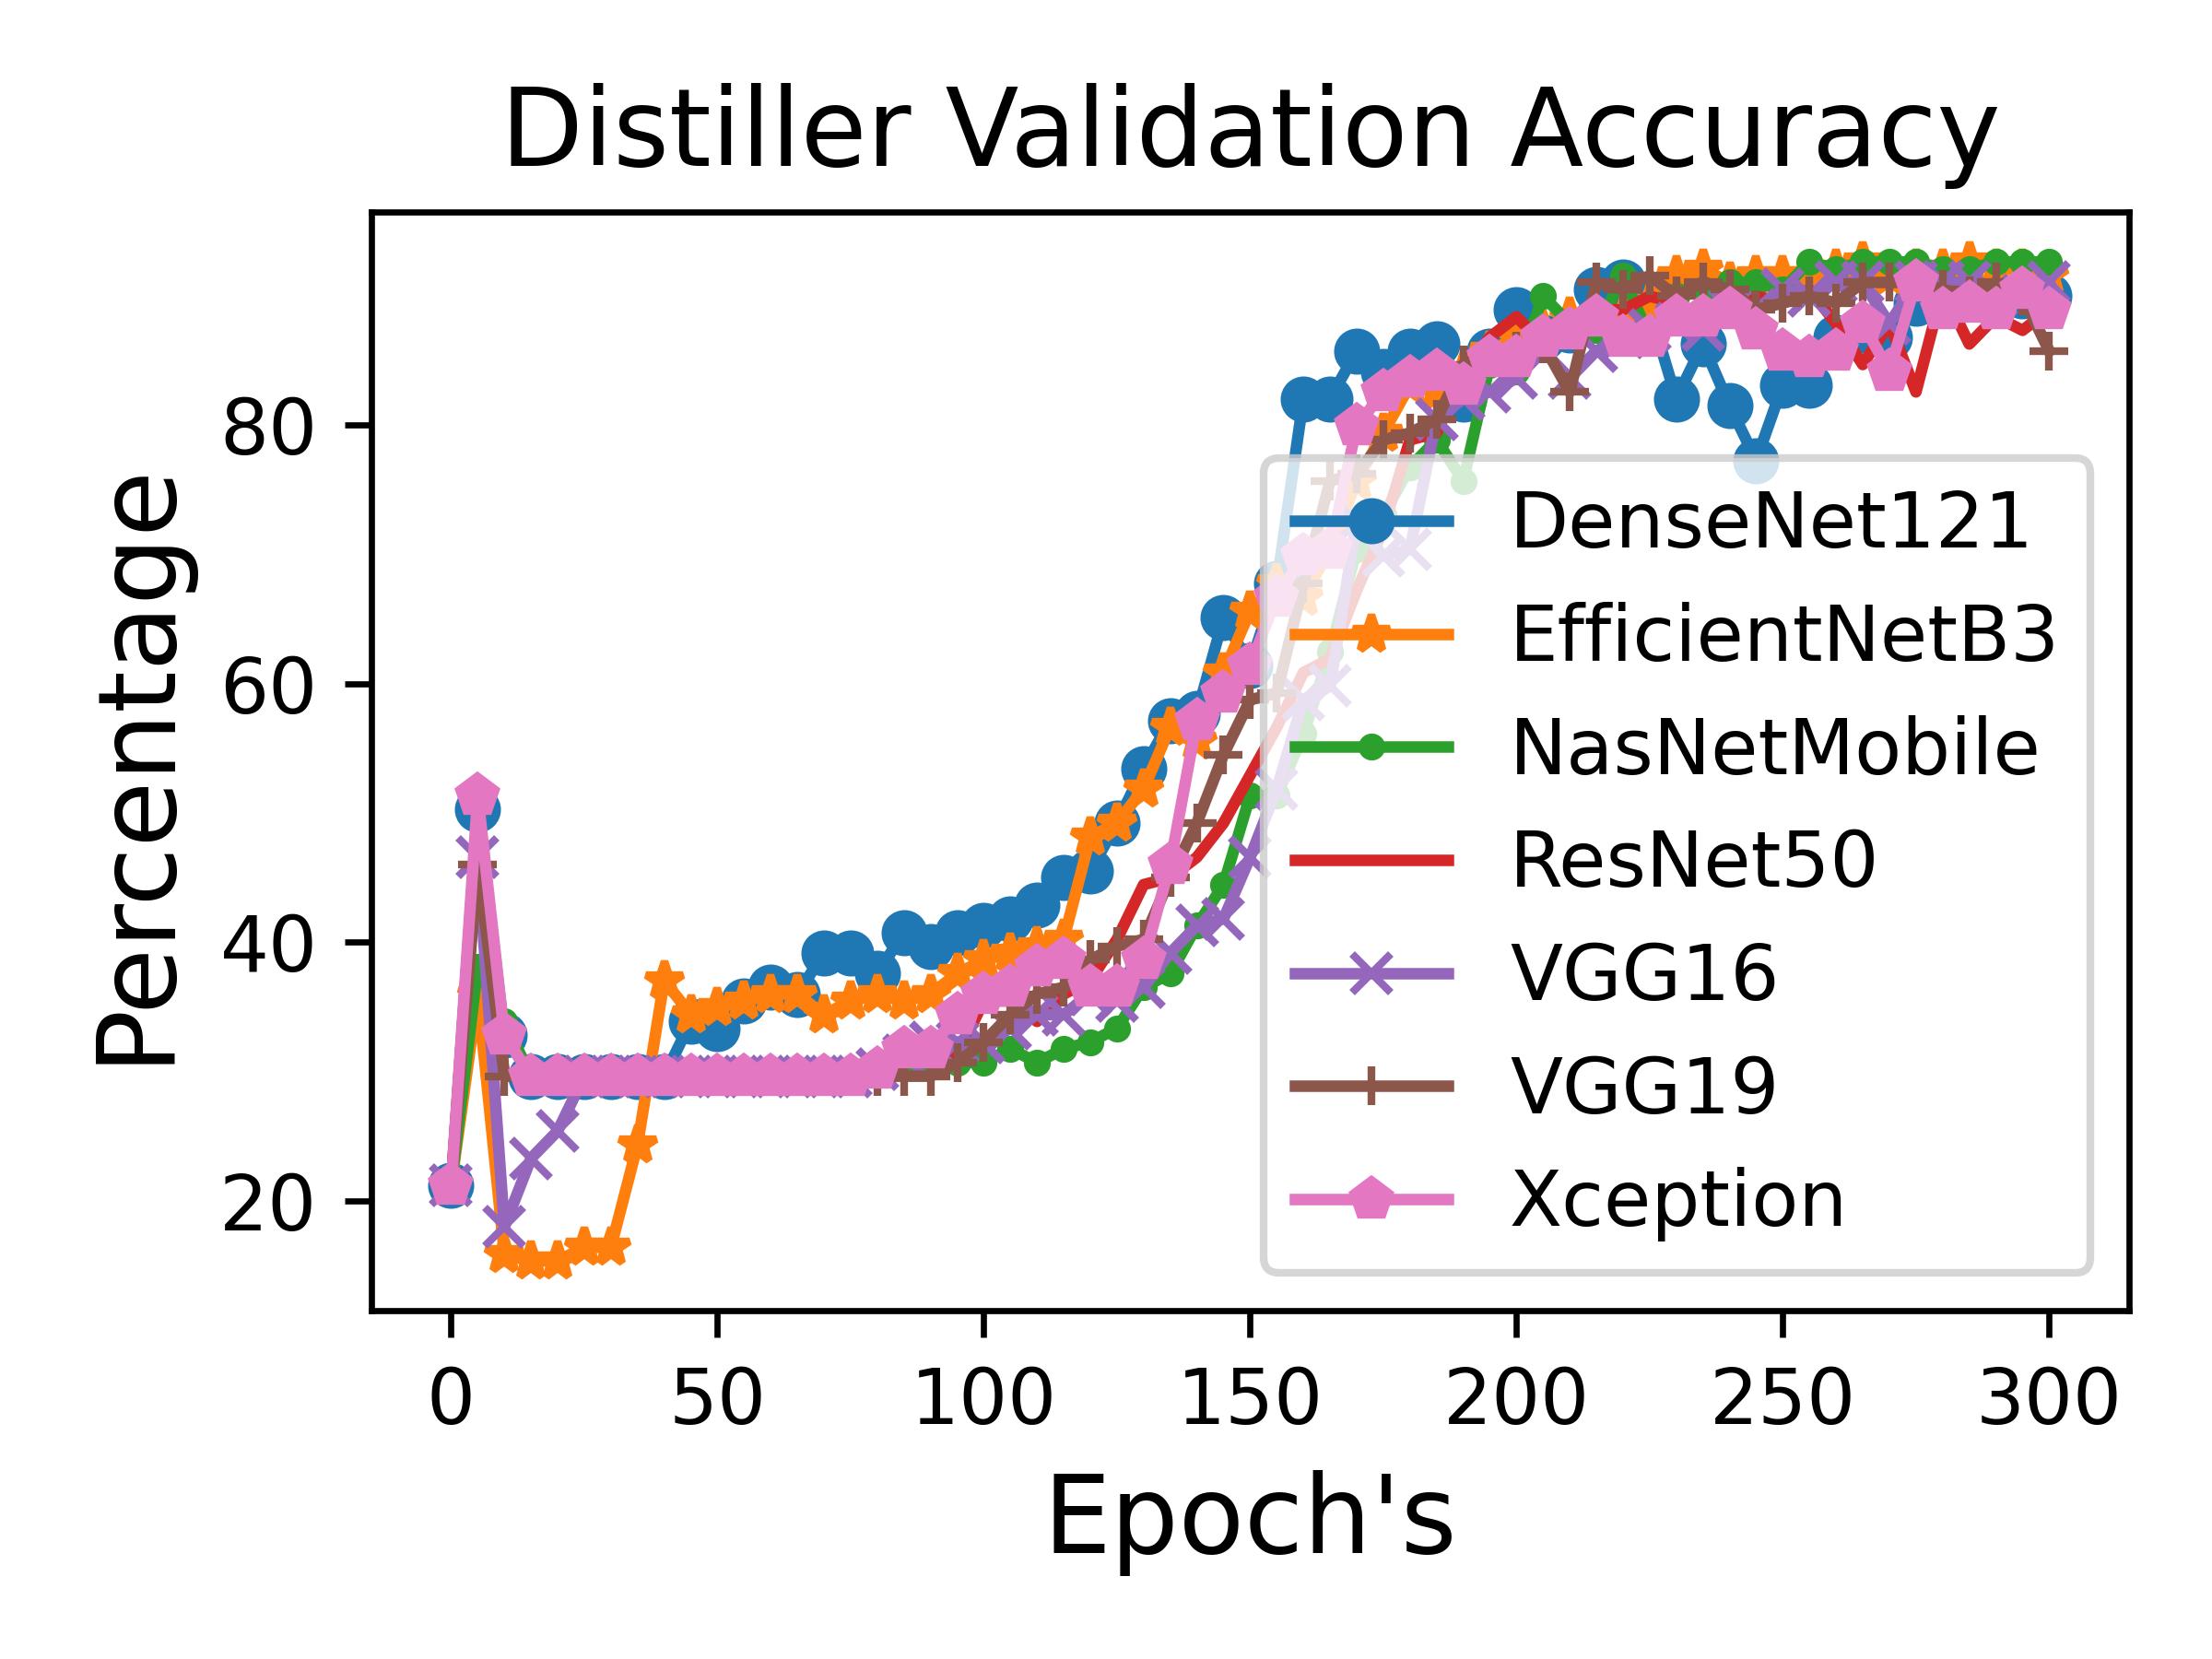 Distiller Validation Accuracy
Percentage
80
60
40
20
DenseNet121
EfficientNetB3
NasNetMobile
ResNet50
VGG16
VGG19
Xception
0 50 100 150 200 250 300
Epoch's